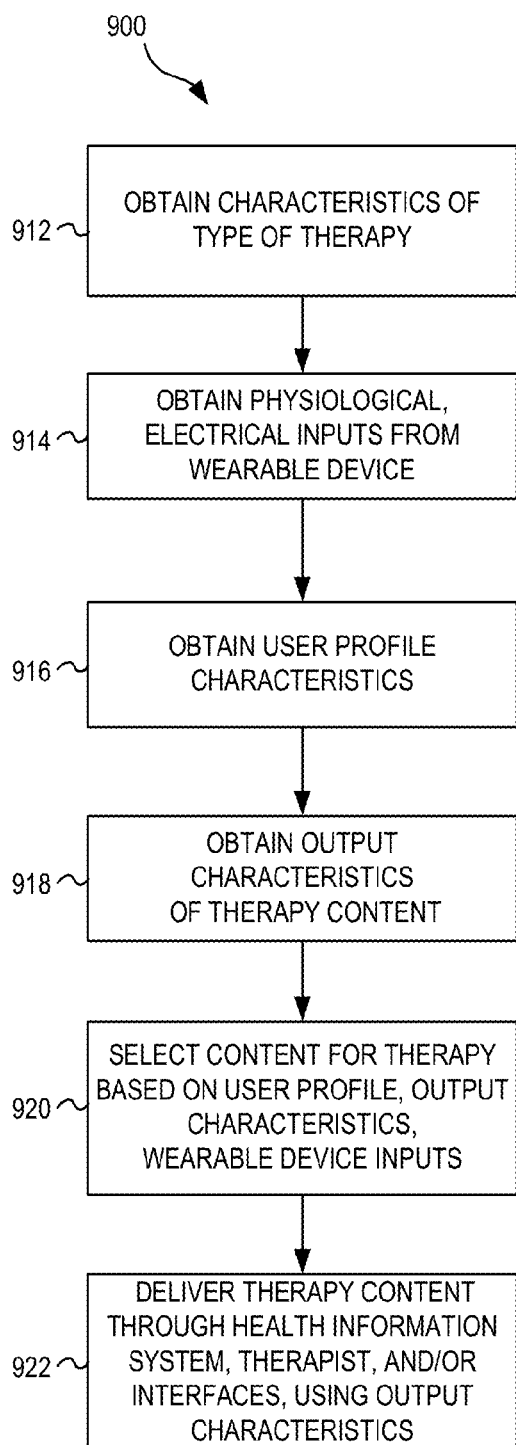 900
912
OBTAIN CHARACTERISTICS OF
TYPE OF THERAPY
914
OBTAIN PHYSIOLOGICAL,
ELECTRICAL INPUTS FROM
WEARABLE DEVICE
916
OBTAIN USER PROFILE
CHARACTERISTICS
918
OBTAIN OUTPUT
CHARACTERISTICS
OF THERAPY CONTENT
920
SELECT CONTENT FOR THERAPY
BASED ON USER PROFILE, OUTPUT
CHARACTERISTICS,
WEARABLE DEVICE INPUTS
922
DELIVER THERAPY CONTENT
THROUGH HEALTH INFORMATION
SYSTEM, THERAPIST, AND/OR
INTERFACES, USING OUTPUT
CHARACTERISTICS